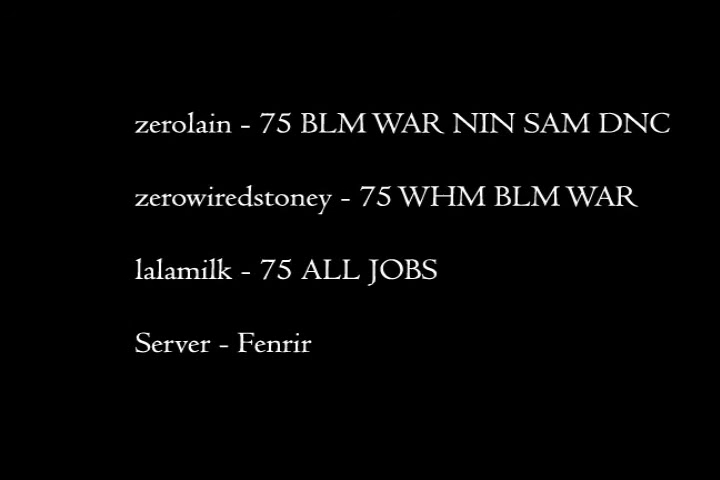 zerolain - 75 BLM WAR NIN SAM DNC
zerowiredstoney - 75 WHM BLM WAR
lalamilk - 75 ALL JOBS
Server - Fenrir